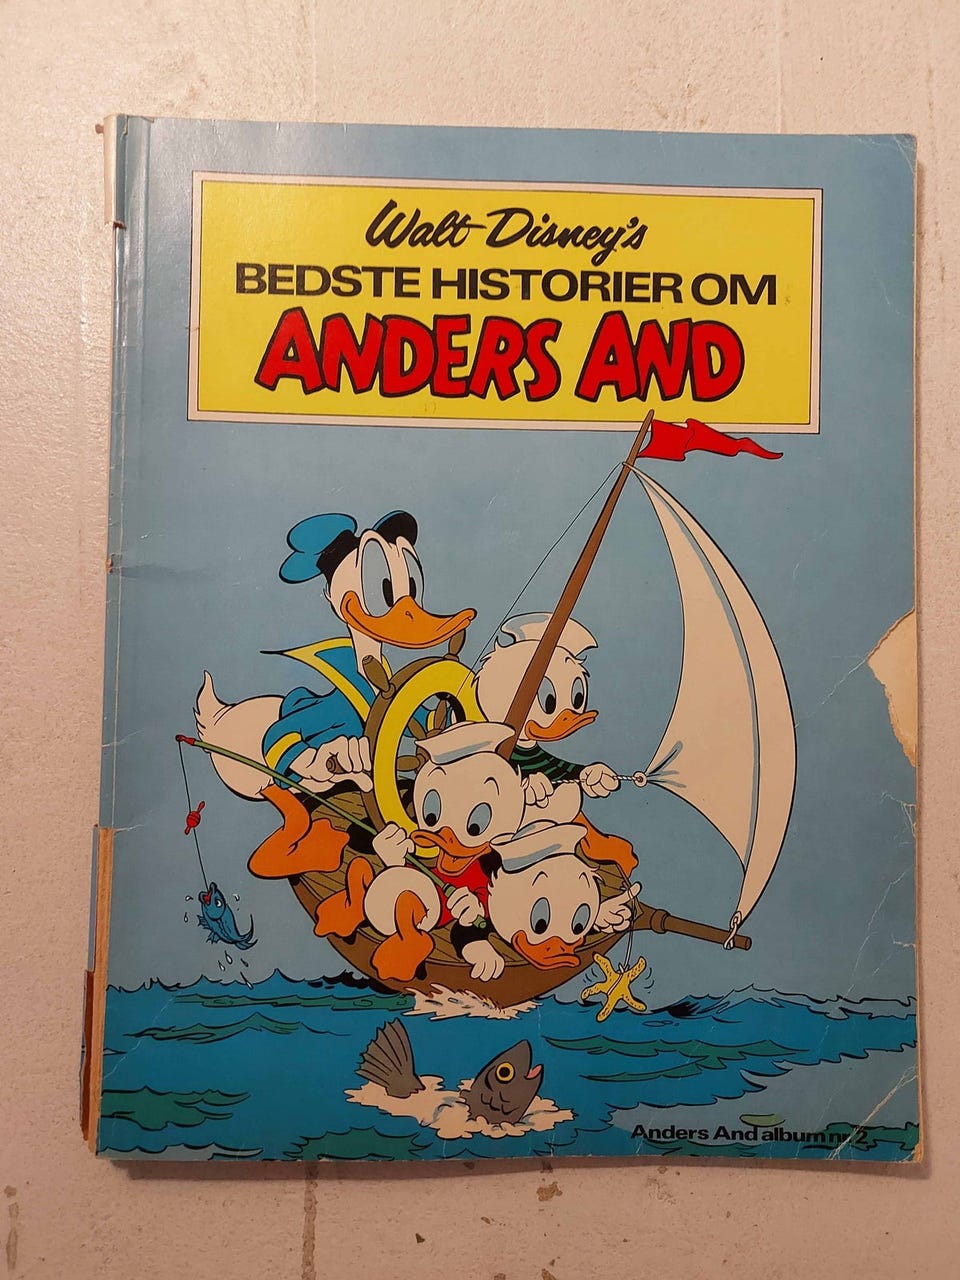 Walt Disney's
BEDSTE HISTORIER OM
ANDERS AND
Anders And album nr. 2